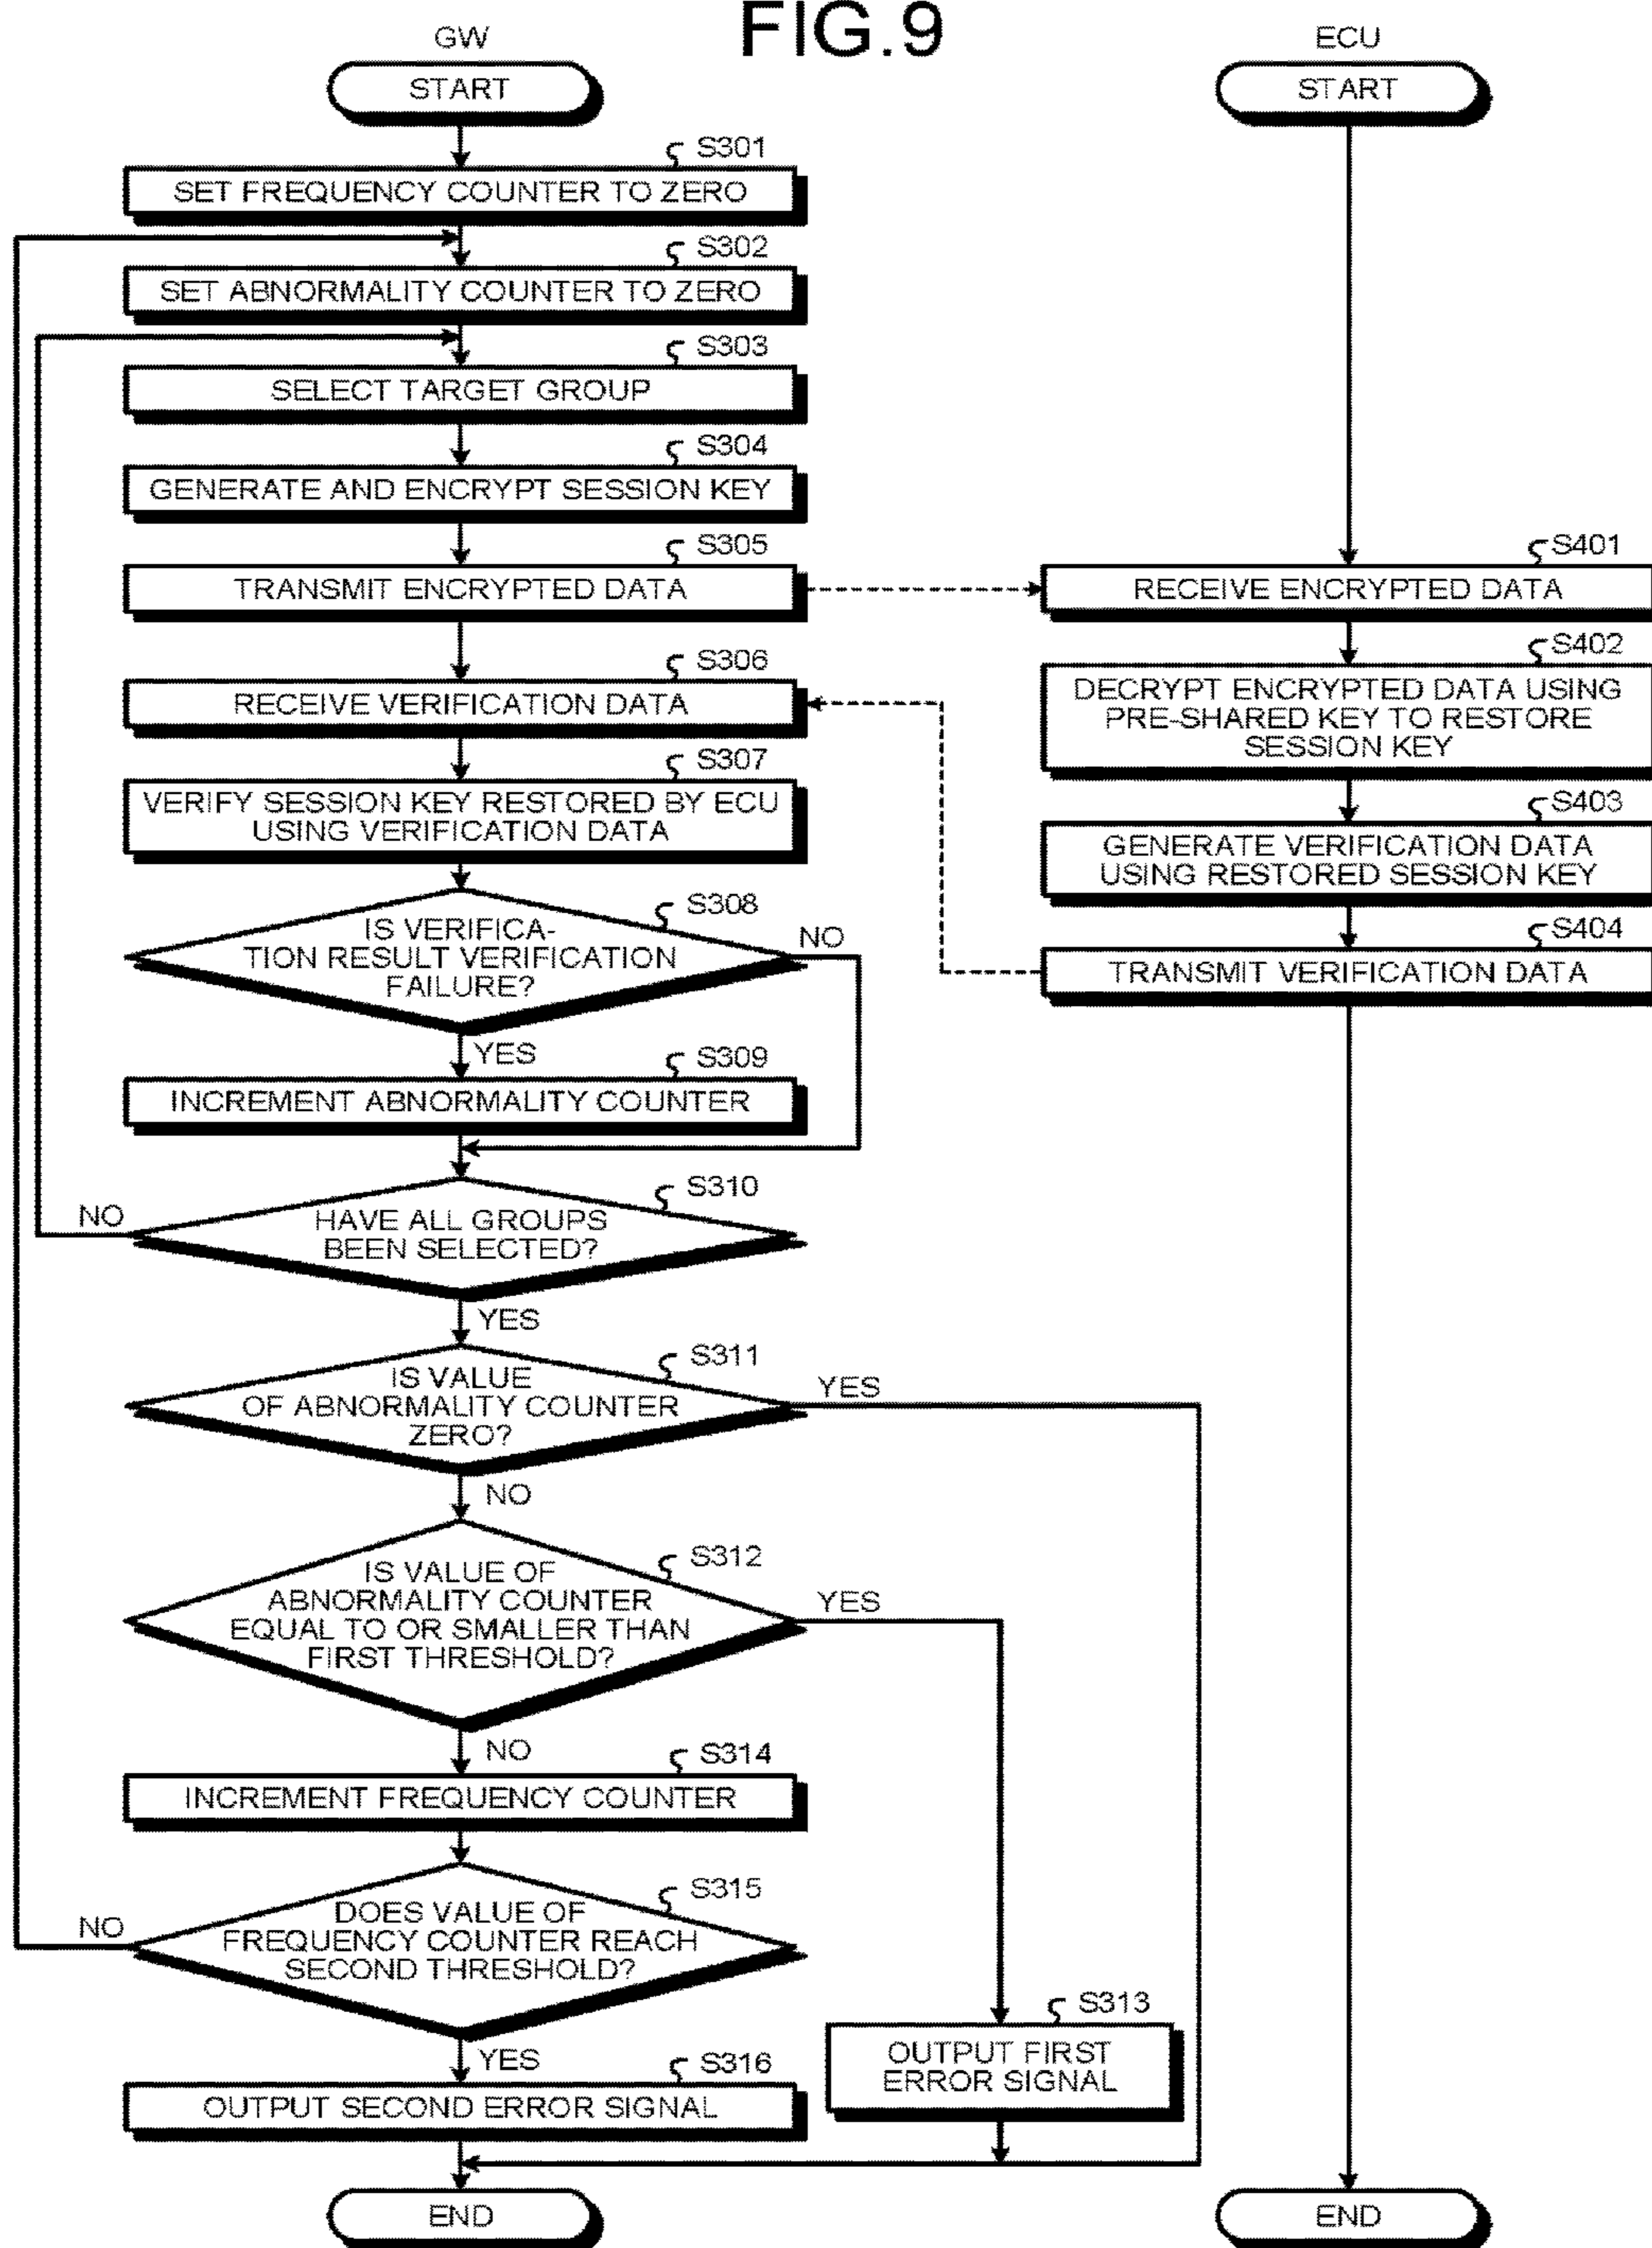 FIG.9
GW
START
S301
SET FREQUENCY COUNTER TO ZERO
S302
SET ABNORMALITY COUNTER TO ZERO
S303
SELECT TARGET GROUP
S304
GENERATE AND ENCRYPT SESSION KEY
S305
TRANSMIT ENCRYPTED DATA
S306
RECEIVE VERIFICATION DATA
S307
VERIFY SESSION KEY RESTORED BY ECU
USING VERIFICATION DATA
S308
IS VERIFICA-
TION RESULT VERIFICATION
FAILURE?
NO
YES
S309
INCREMENT ABNORMALITY COUNTER
S310
HAVE ALL GROUPS
BEEN SELECTED?
NO
YES
S311
IS VALUE
OF ABNORMALITY COUNTER
ZERO?
YES
NO
S312
IS VALUE OF
ABNORMALITY COUNTER
EQUAL TO OR SMALLER THAN
FIRST THRESHOLD?
YES
NO
S314
INCREMENT FREQUENCY COUNTER
S315
DOES VALUE OF
FREQUENCY COUNTER REACH
SECOND THRESHOLD?
NO
YES
S316
OUTPUT SECOND ERROR SIGNAL
S313
OUTPUT FIRST
ERROR SIGNAL
END
ECU
START
S401
RECEIVE ENCRYPTED DATA
S402
DECRYPT ENCRYPTED DATA USING
PRE-SHARED KEY TO RESTORE
SESSION KEY
S403
GENERATE VERIFICATION DATA
USING RESTORED SESSION KEY
S404
TRANSMIT VERIFICATION DATA
END